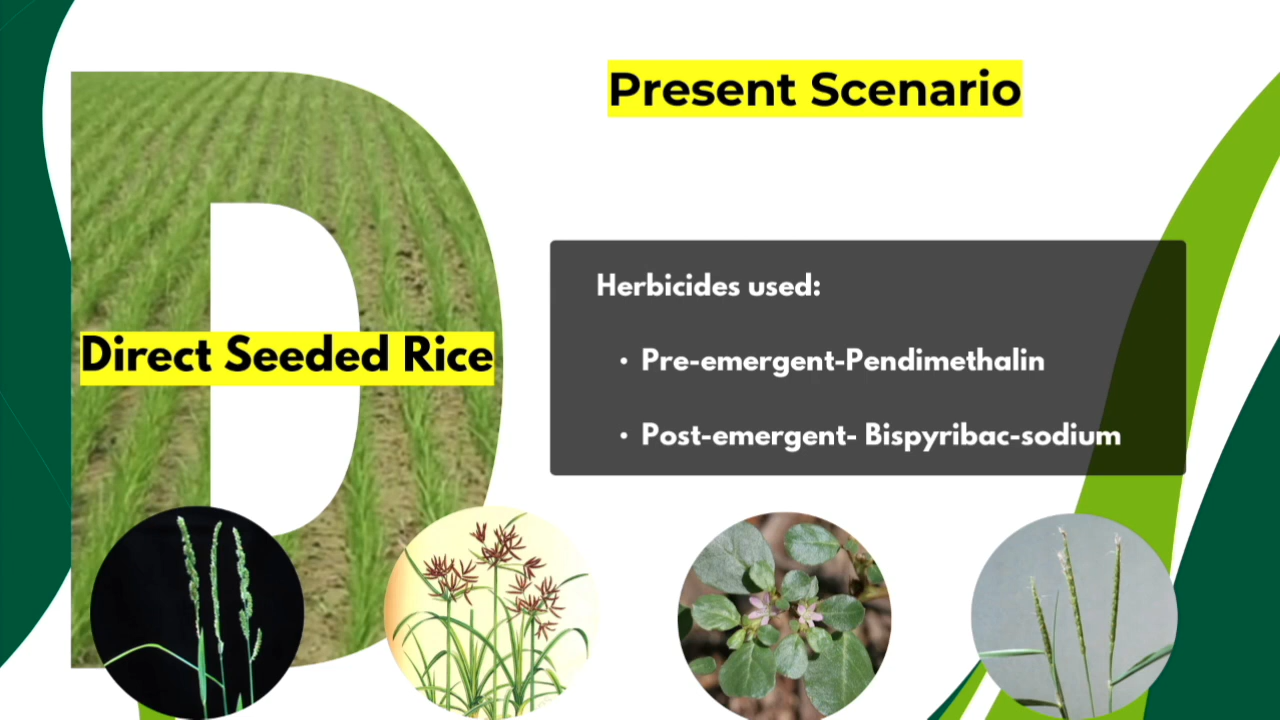 Present Scenario
Direct Seeded Rice
Herbicides used:
• Pre-emergent-Pendimethalin
• Post-emergent- Bispyribac-sodium